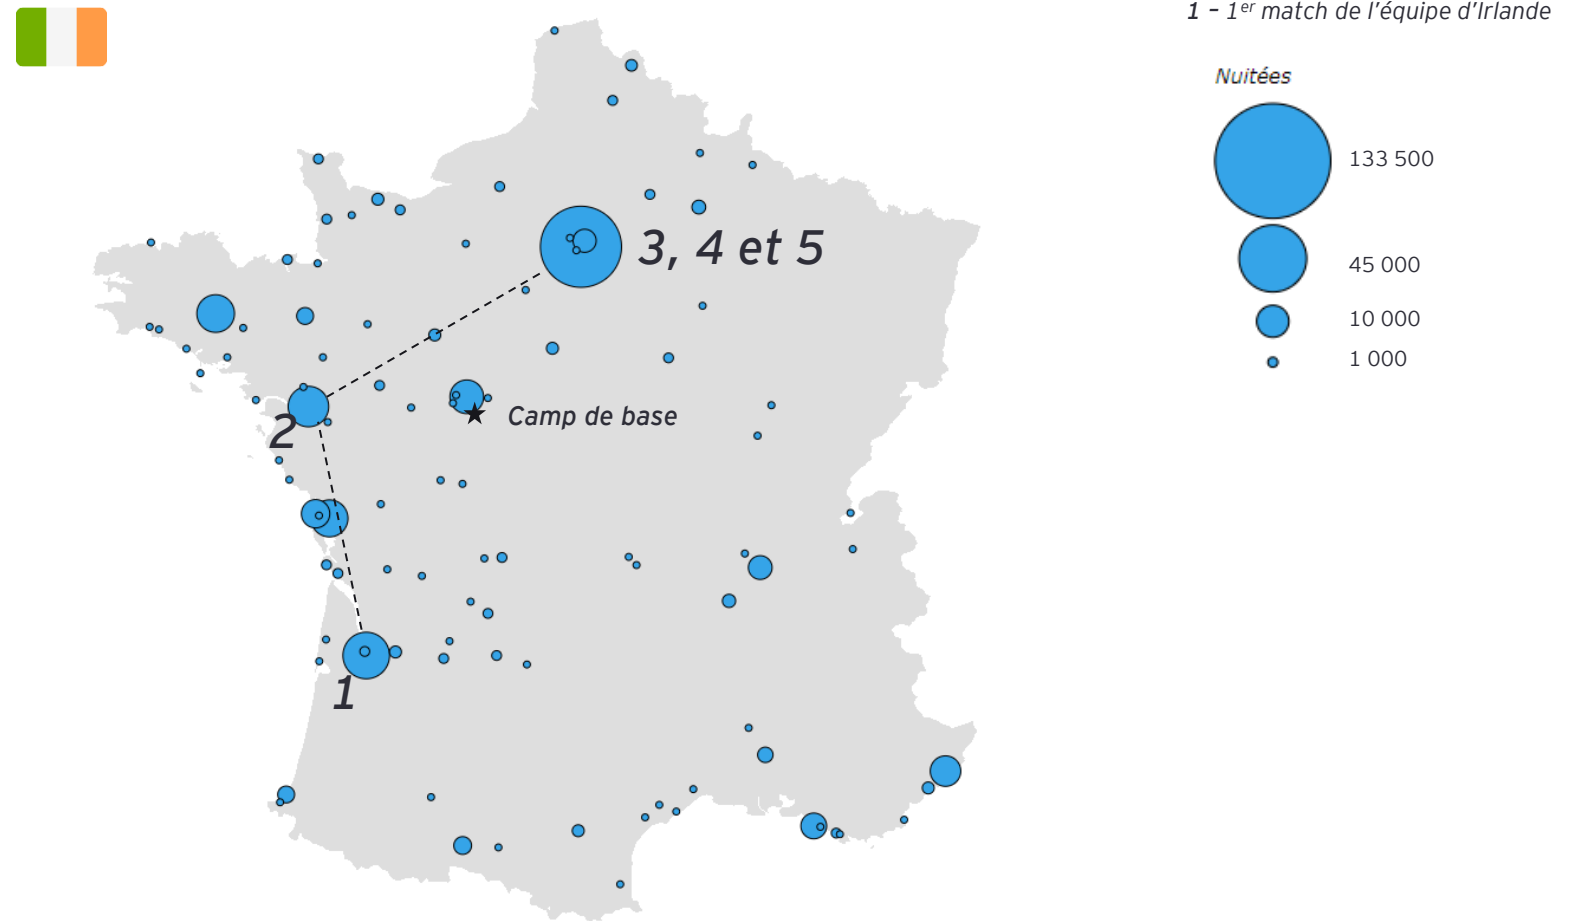 1 - 1er match de l'équipe d'Irlande
Nuitées
133 500
45 000
10 000
1 000
3, 4 et 5
Camp de base
2
1